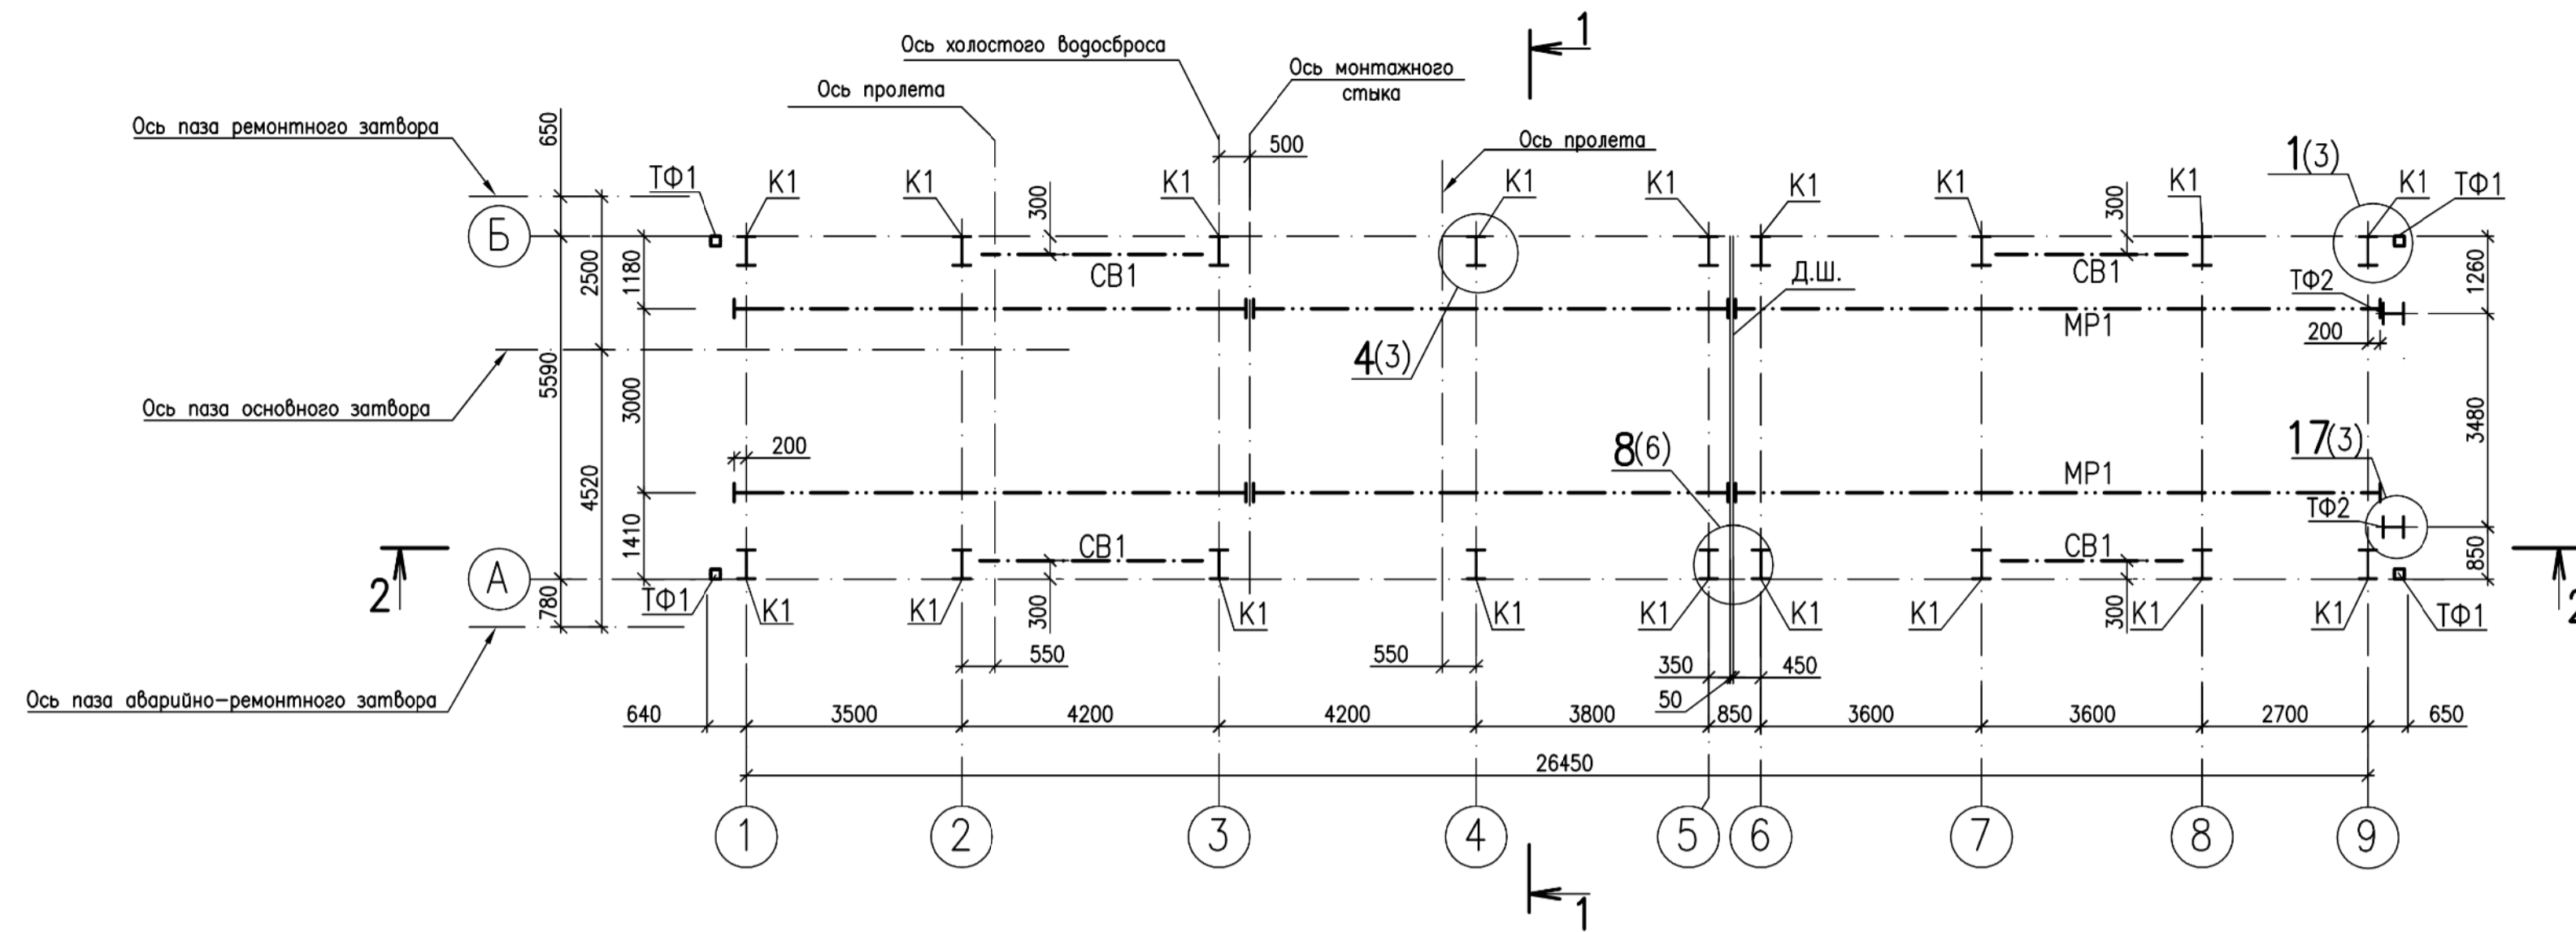 1
Ось холостого водосброса
Ось монтажного
стыка
Ось пролета
Ось пролета
Ось паза ремонтного затвора
650
500
1(3)
ТФ1
К1
К1
К1
К1
К1
К1
К1
К1
К1
ТФ1
300
300
Б
2500
1180
СВ1
Д.Ш.
СВ1
ТФ2
1260
МР1
200
4(3)
5590
3000
Ось паза основного затвора
3480
200
8(6)
17(3)
4520
МР1
ТФ2
1410
СВ1
СВ1
850
2
А
780
ТФ1
К1
К1
300
К1
К1
К1
К1
К1
300
К1
К1
ТФ1
2
550
550
350
450
50
Ось паза аварийно-ремонтного затвора
640
3500
4200
4200
3800
850
3600
3600
2700
650
26450
1
2
3
4
5
6
7
8
9
1